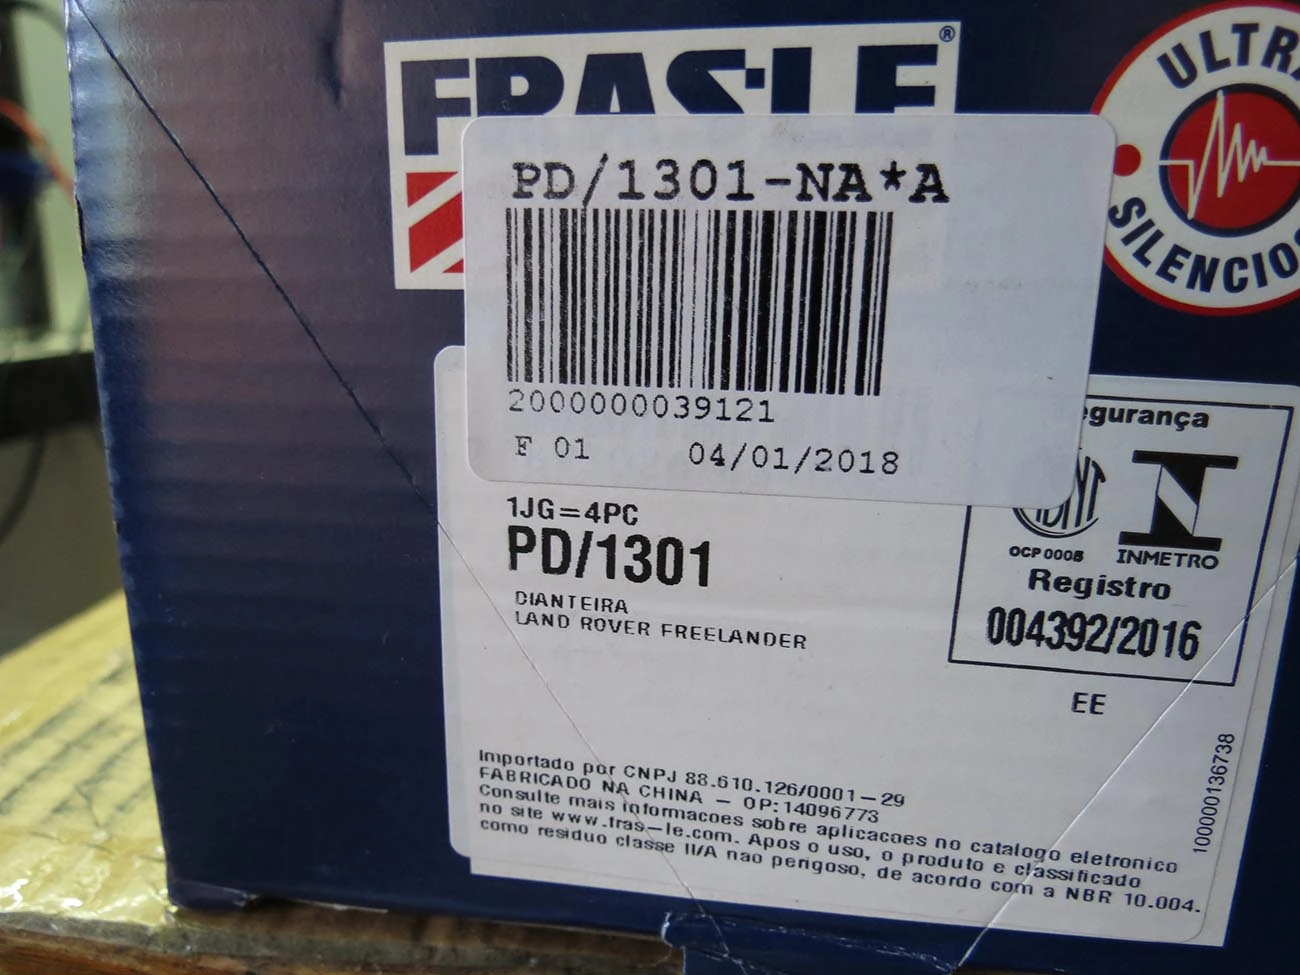 FRAS-LE®
ULTRA
SILENCIOS
PD/1301-NA*A
2000000039121
F 01 04/01/2018
egurança
1JG=4PC
PD/1301
DIANTEIRA
LAND ROVER FREELANDER
OCP 0008
INMETRO
Registro
004392/2016
EE
100000136738
Importado por CNPJ 88.610.126/0001-29
FABRICADO NA CHINA - OP:14096773
Consulte mais informacoes sobre aplicacoes no catalogo eletronico
no site www.fras-le.com. Apos o uso, o produto e classificado
como residuo classe II/A nao perigoso, de acordo com a NBR 10.004.